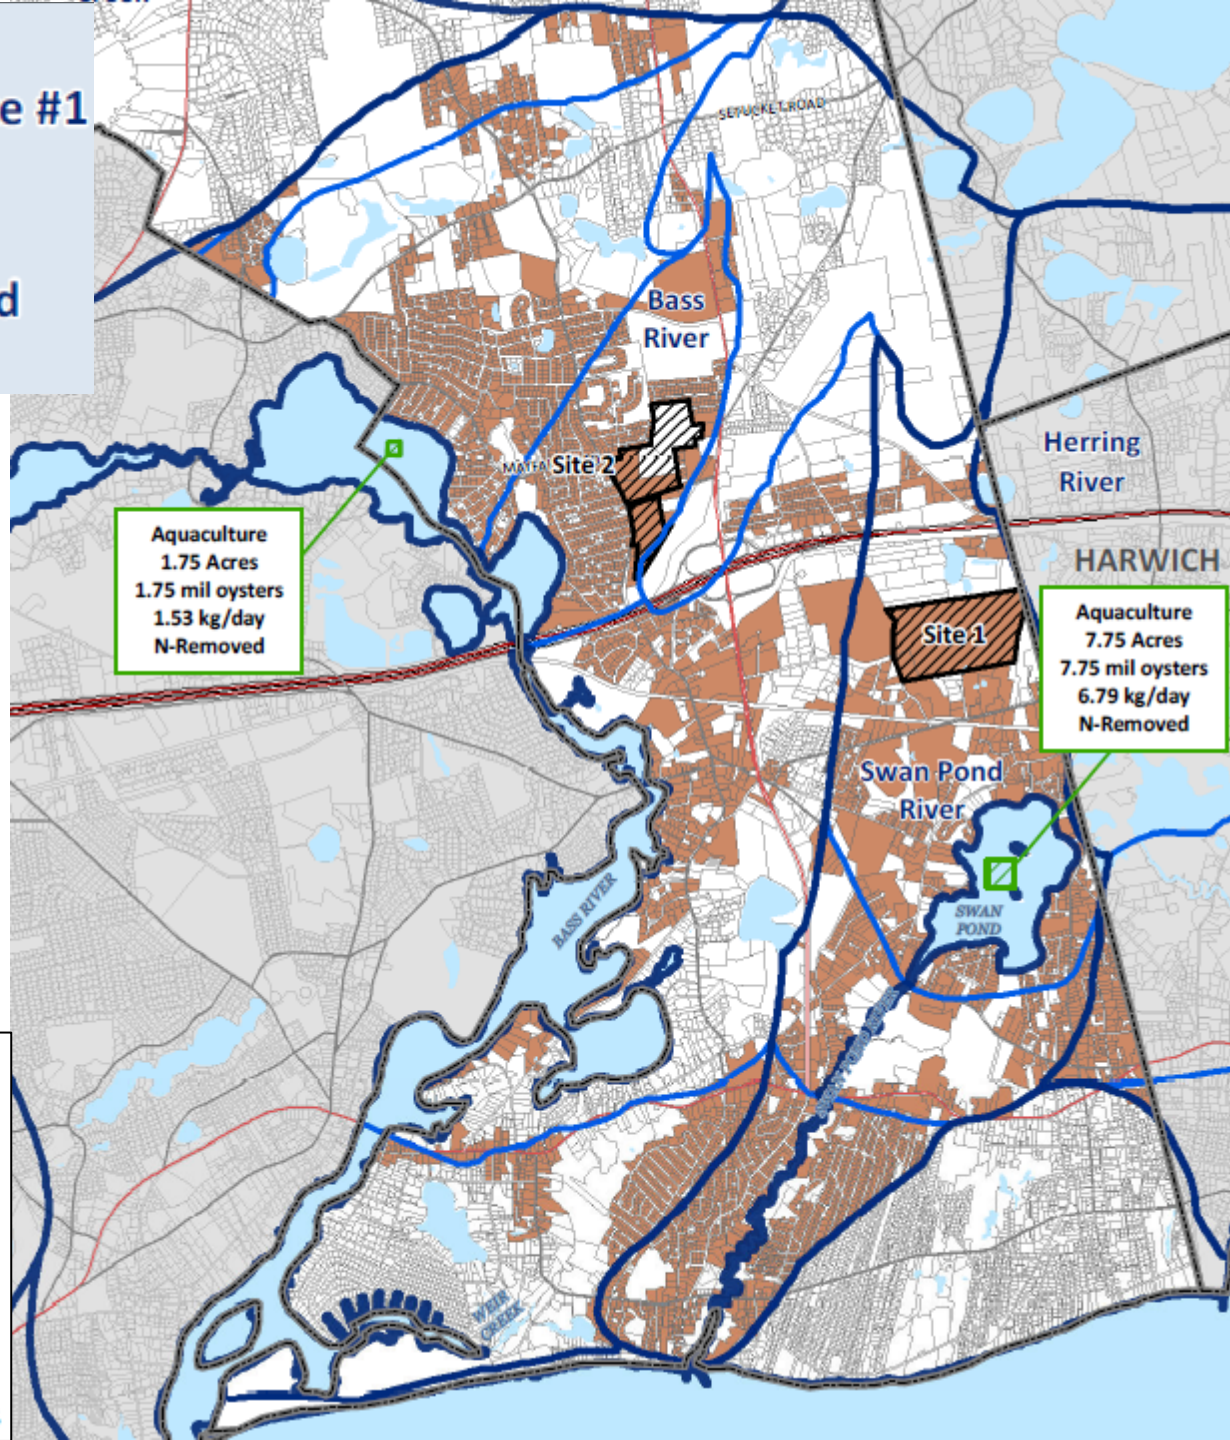 e #1
d
SETUCKET ROAD
Bass
River
Site 2
Herring
River
HARWICH
Aquaculture
1.75 Acres
1.75 mil oysters
1.53 kg/day
N-Removed
Site 1
Aquaculture
7.75 Acres
7.75 mil oysters
6.79 kg/day
N-Removed
Swan Pond
River
BASS RIVER
SWAN
POND
WEIR
CREEK